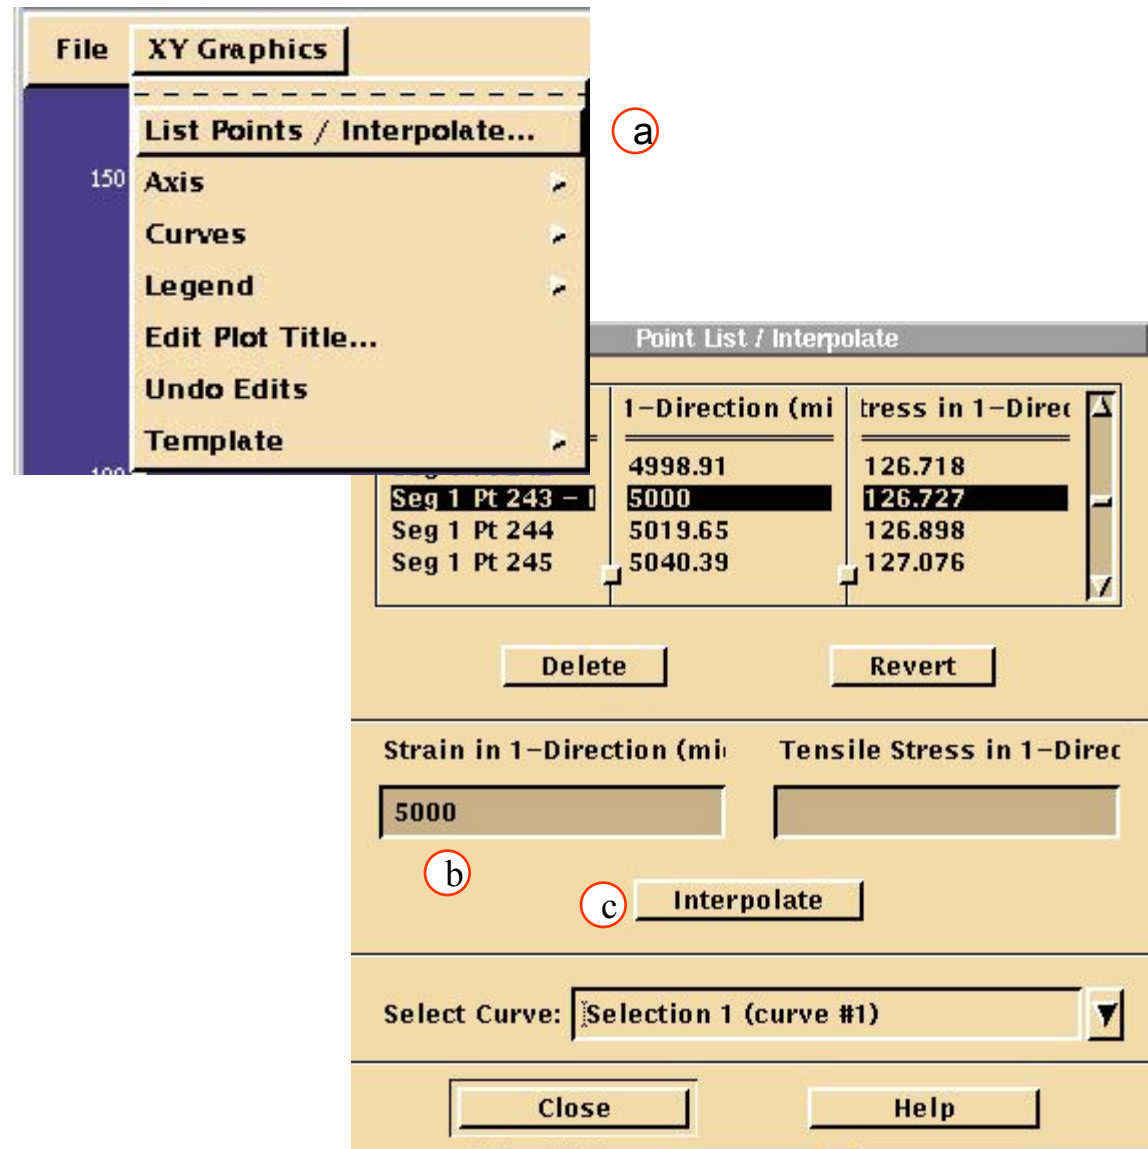 File XY Graphics
List Points / Interpolate...
a
150 Axis
Curves
Legend
Edit Plot Title...
Undo Edits
Template
Point List / Interpolate
1-Direction (mi tress in 1-Direc
4998.91 126.718
Seg 1 Pt 243 - I 5000 126.727
Seg 1 Pt 244 5019.65 126.898
Seg 1 Pt 245 5040.39 127.076
Delete Revert
Strain in 1-Direction (mi Tensile Stress in 1-Direc
5000
b
c Interpolate
Select Curve: Selection 1 (curve #1)
Close Help